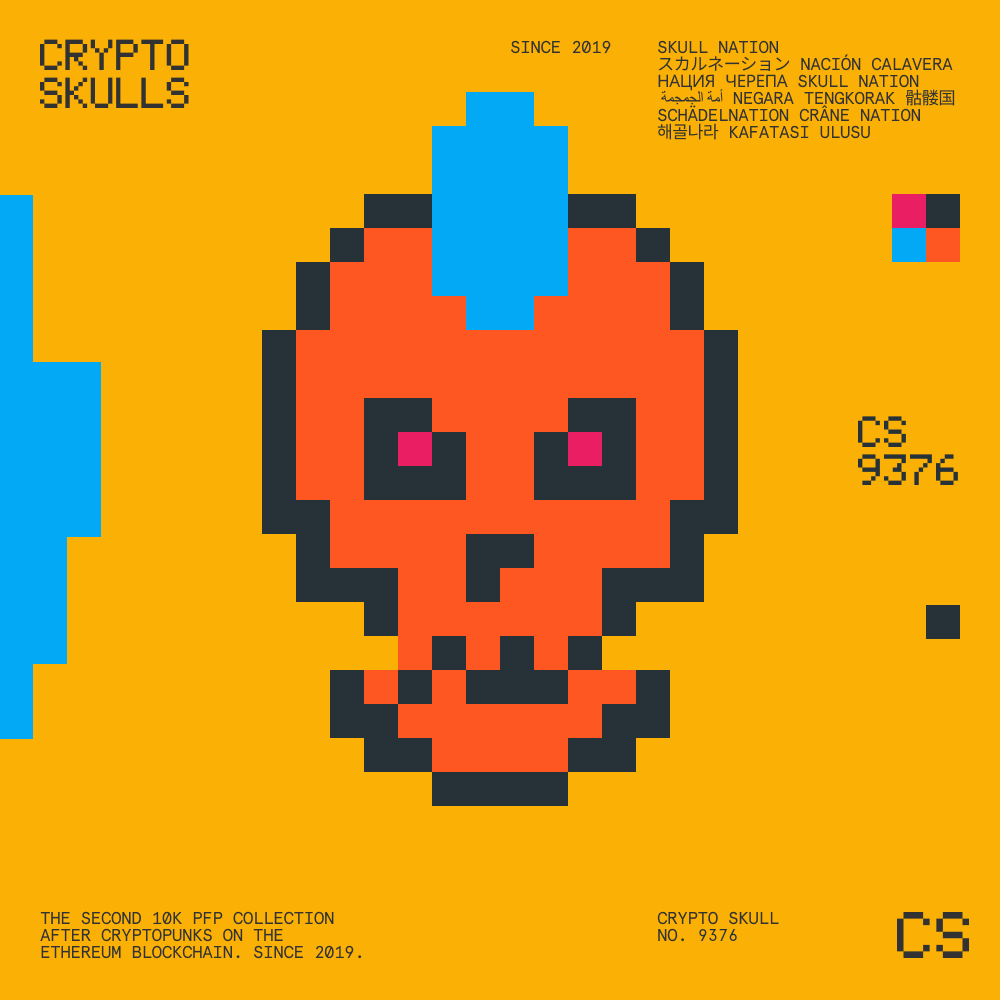 CRYPTO
SKULLS
SINCE 2019
SKULL NATION
スカルネーション NACIÓN CALAVERA
НАЦИЯ ЧЕРЕПА SKULL NATION
أمة الجمجمة NEGARA TENGKORAK 骷髅国
SCHÄDELNATION CRÂNE NATION
해골나라 KAFATASI ULUSU
CS
9376
THE SECOND 10K PFP COLLECTION
AFTER CRYPTOPUNKS ON THE
ETHEREUM BLOCKCHAIN. SINCE 2019.
CRYPTO SKULL
NO. 9376
CS